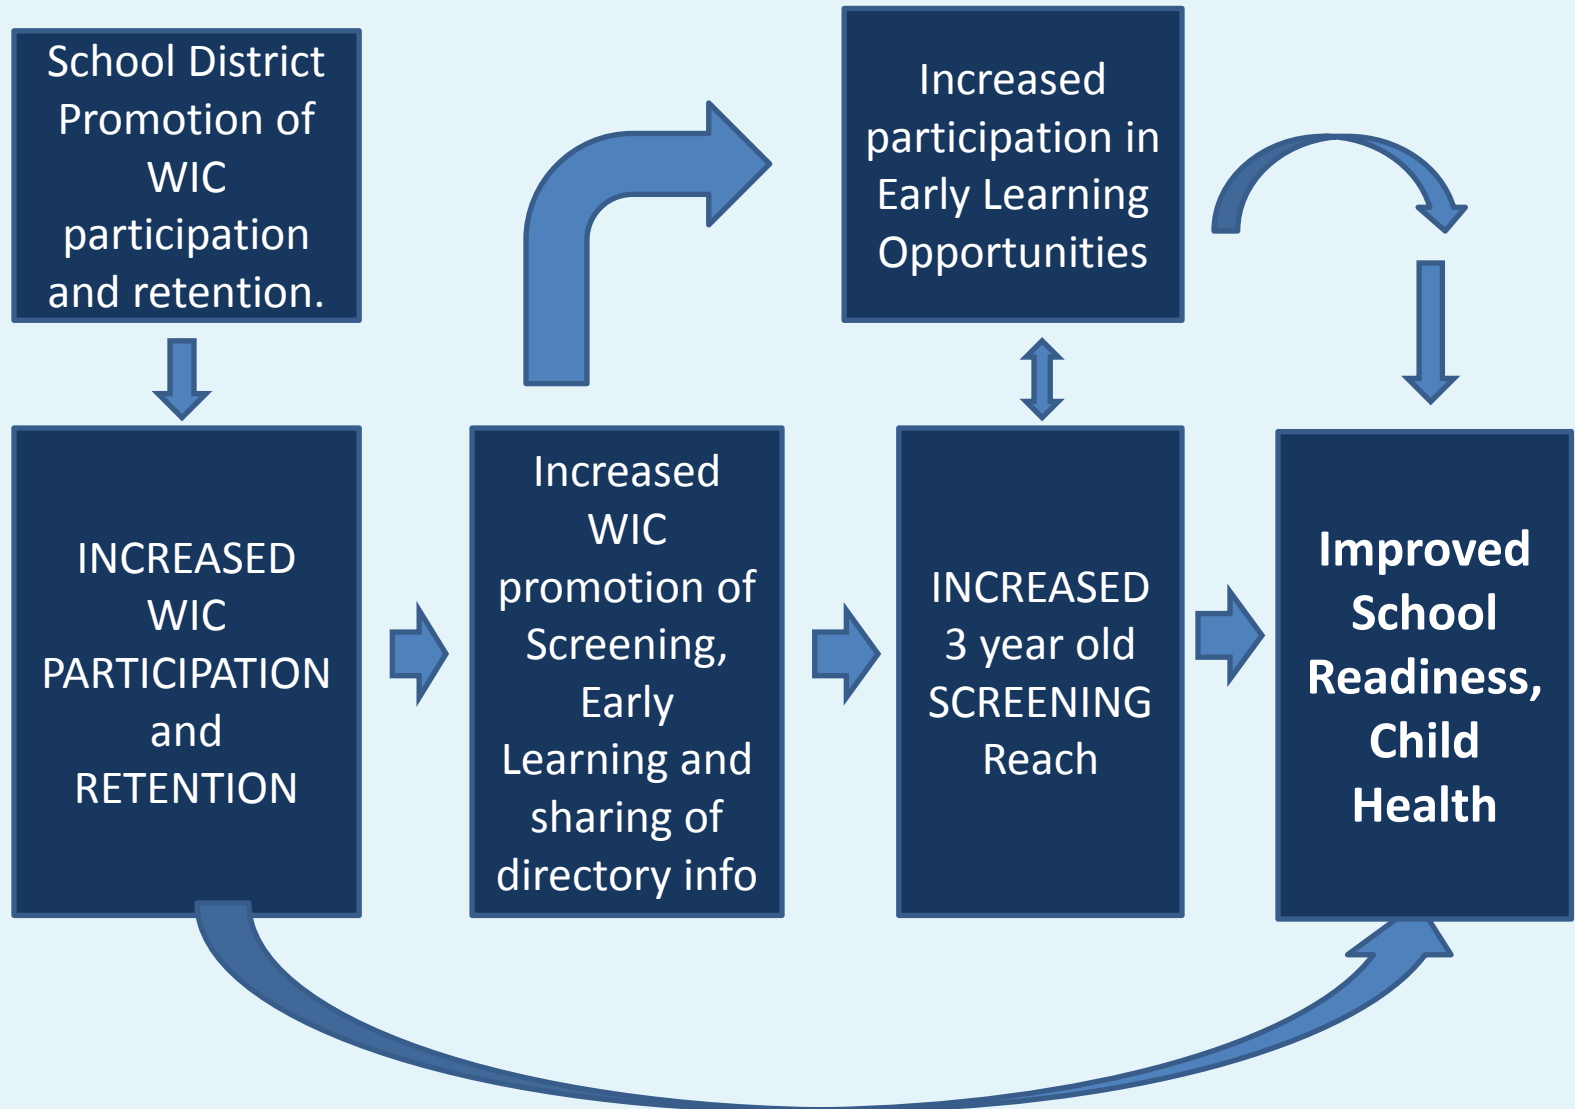 School District
Promotion of
WIC
participation
and retention.
Increased
participation in
Early Learning
Opportunities
INCREASED
WIC
PARTICIPATION
and
RETENTION
Increased
WIC
promotion of
Screening,
Early
Learning and
sharing of
directory info
INCREASED
3 year old
SCREENING
Reach
Improved
School
Readiness,
Child
Health